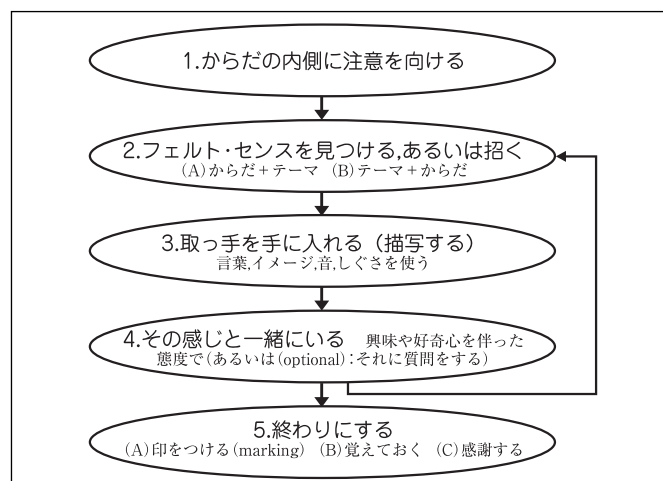 1.からだの内側に注意を向ける
2.フェルト・センスを見つける,あるいは招く
(A)からだ+テーマ (B)テーマ+からだ
3.取っ手を手に入れる(描写する)
言葉,イメージ,音,しぐさを使う
4.その感じと一緒にいる 興味や好奇心を伴った
態度で(あるいは(optional):それに質問をする)
5.終わりにする
(A)印をつける(marking) (B)覚えておく (C)感謝する